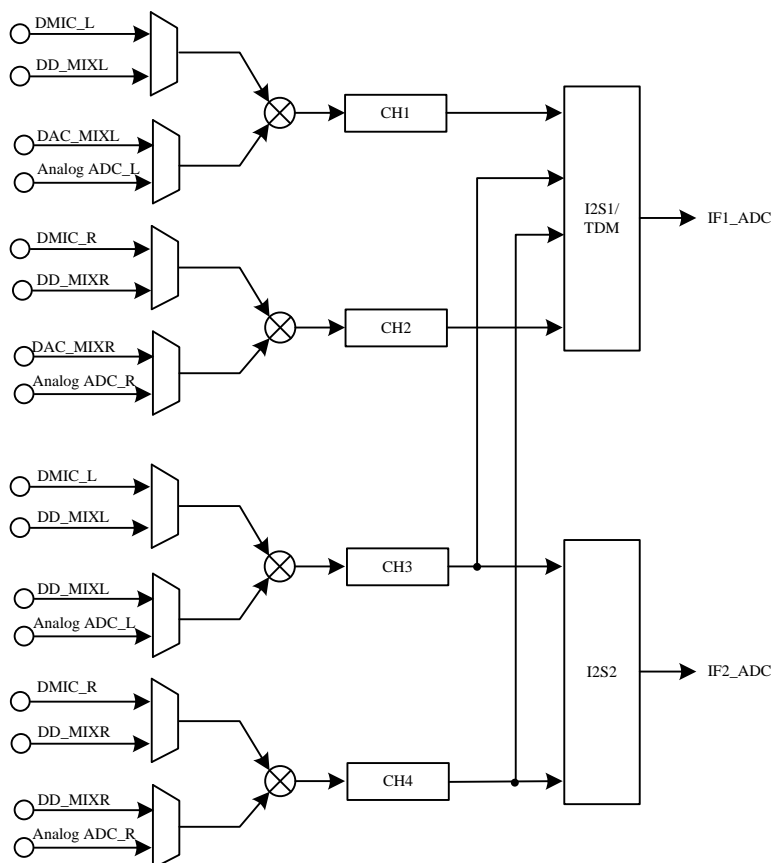 DMIC_L
DD_MIXL
DAC_MIXL
Analog ADC_L
CH1
DMIC_R
DD_MIXR
DAC_MIXR
Analog ADC_R
CH2
I2S1/
TDM
IF1_ADC
DMIC_L
DD_MIXL
DD_MIXL
Analog ADC_L
CH3
DMIC_R
DD_MIXR
DD_MIXR
Analog ADC_R
CH4
I2S2
IF2_ADC